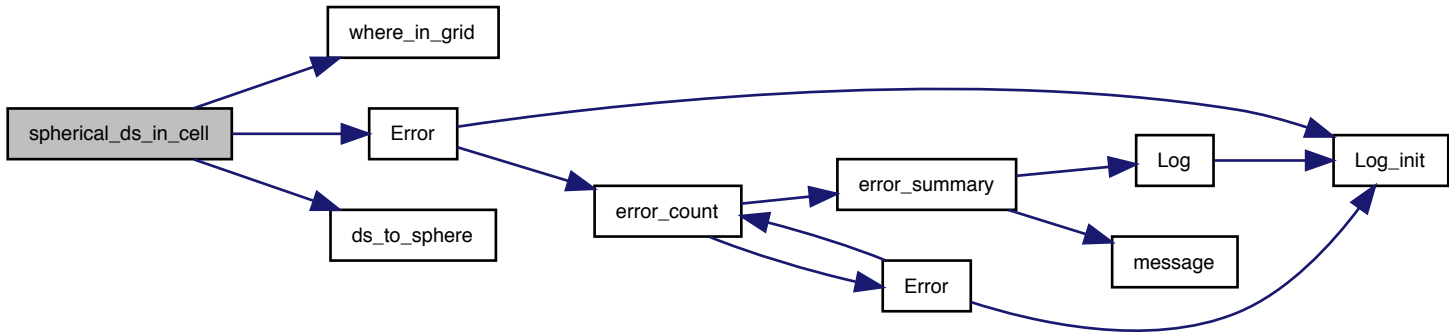 where_in_grid
spherical_ds_in_cell
Error
ds_to_sphere
error_count
error_summary
Error
Log
message
Log_init